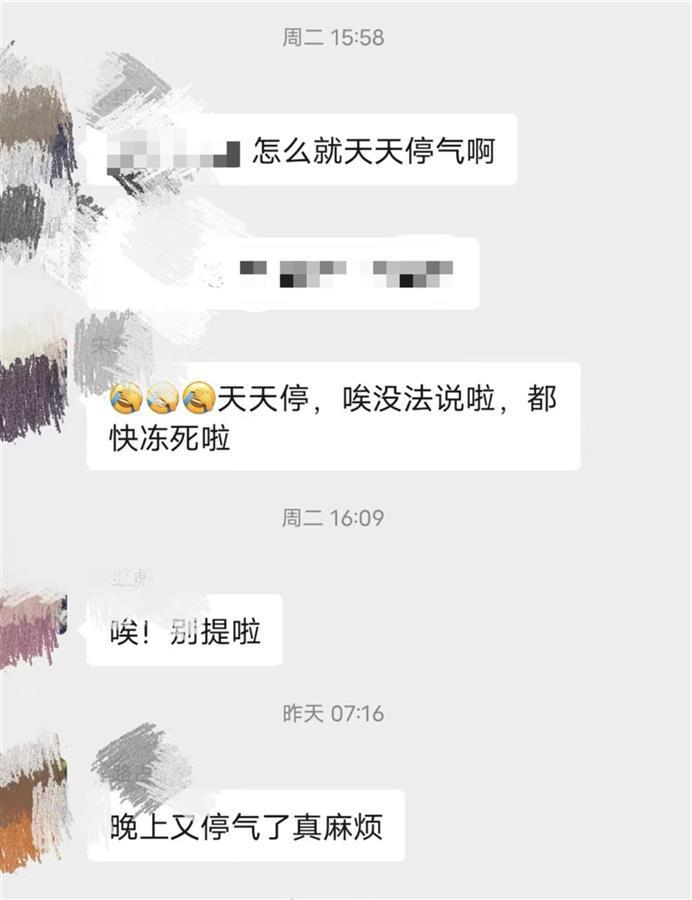 周二 15:58
怎么就天天停气啊
天天停，唉没法说啦，都
快冻死啦
周二 16:09
唉！别提啦
昨天 07:16
晚上又停气了真麻烦